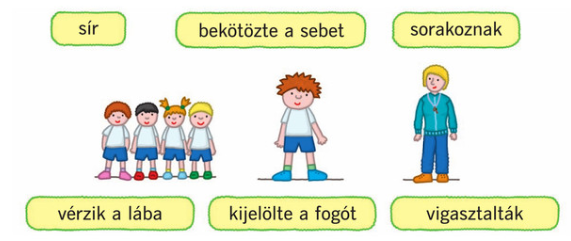 sír
bekötözte a sebet
sorakoznak
vérzik a lába
kijelölte a fogót
vigasztalták